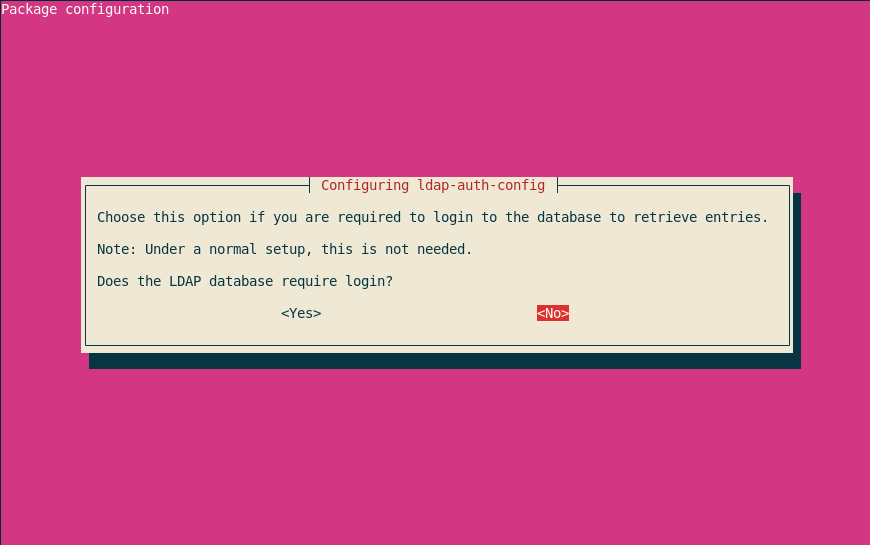 Package configuration
Configuring ldap-auth-config
Choose this option if you are required to login to the database to retrieve entries.
Note: Under a normal setup, this is not needed.
Does the LDAP database require login?
<Yes> <No>